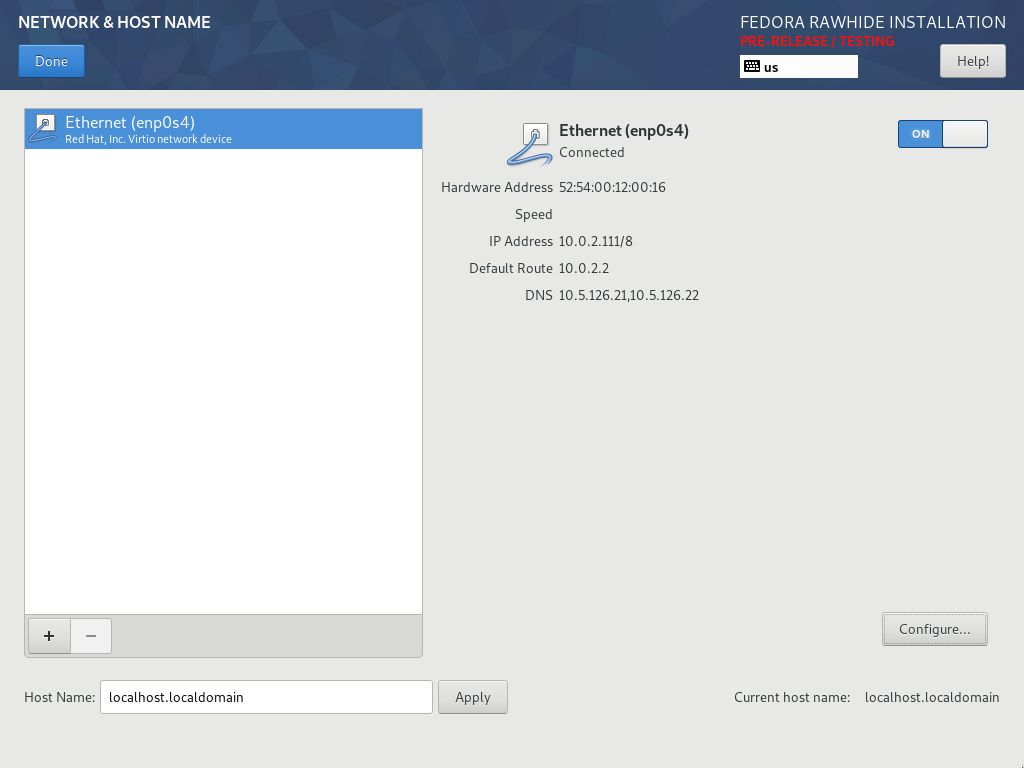 NETWORK & HOST NAME
FEDORA RAWHIDE INSTALLATION
PRE-RELEASE / TESTING
Done
us
Help!
Ethernet (enp0s4)
Red Hat, Inc. Virtio network device
Ethernet (enp0s4)
Connected
ON
Hardware Address 52:54:00:12:00:16
Speed
IP Address 10.0.2.111/8
Default Route 10.0.2.2
DNS 10.5.126.21,10.5.126.22
+ −
Configure...
Host Name: localhost.localdomain Apply
Current host name: localhost.localdomain